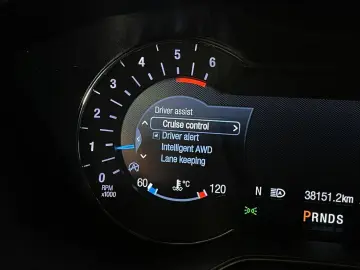 5
6
4
3
2
1
0
RPM
x1000
Driver assist
Cruise control
Driver alert
Intelligent AWD
Lane keeping
60
°C
120
N
38151.2km
PRNDS